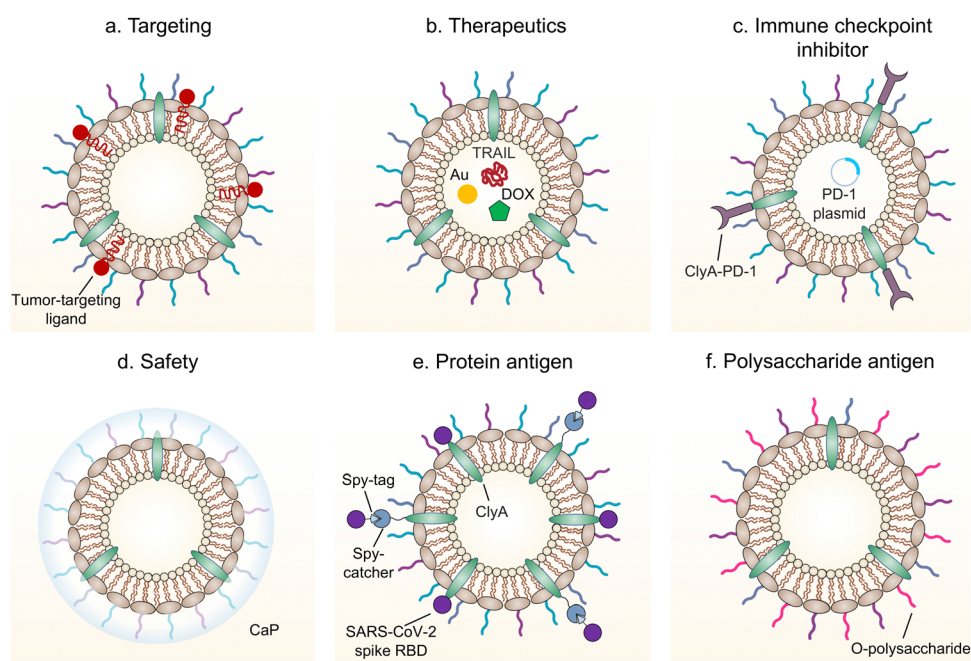 a. Targeting
Tumor-targeting
ligand
b. Therapeutics
TRAIL
Au
DOX
c. Immune checkpoint
inhibitor
PD-1
plasmid
ClyA-PD-1
d. Safety
CaP
e. Protein antigen
Spy-tag
ClyA
Spy-
catcher
SARS-CoV-2
spike RBD
f. Polysaccharide antigen
O-polysaccharide